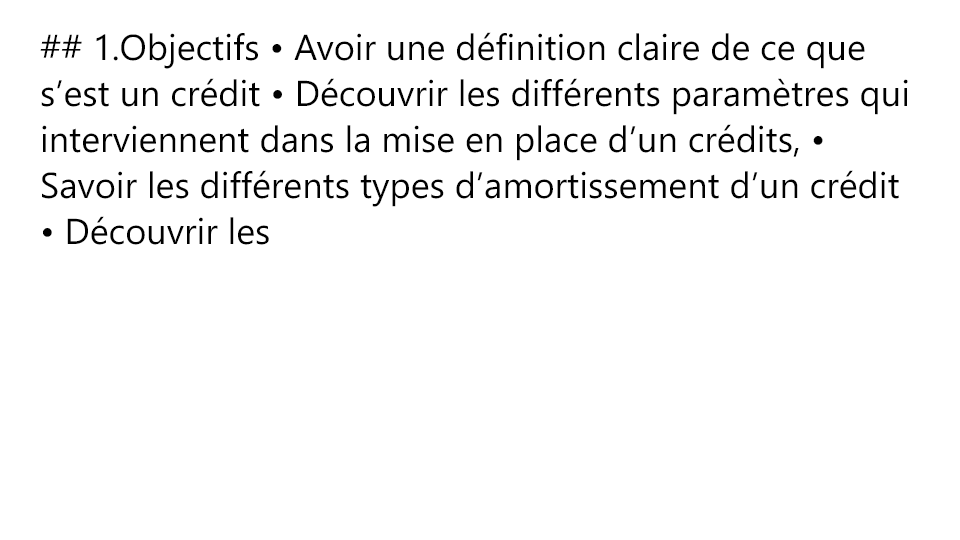 ## 1.Objectifs • Avoir une définition claire de ce que
s’est un crédit • Découvrir les différents paramètres qui
interviennent dans la mise en place d’un crédits, •
Savoir les différents types d’amortissement d’un crédit
• Découvrir les